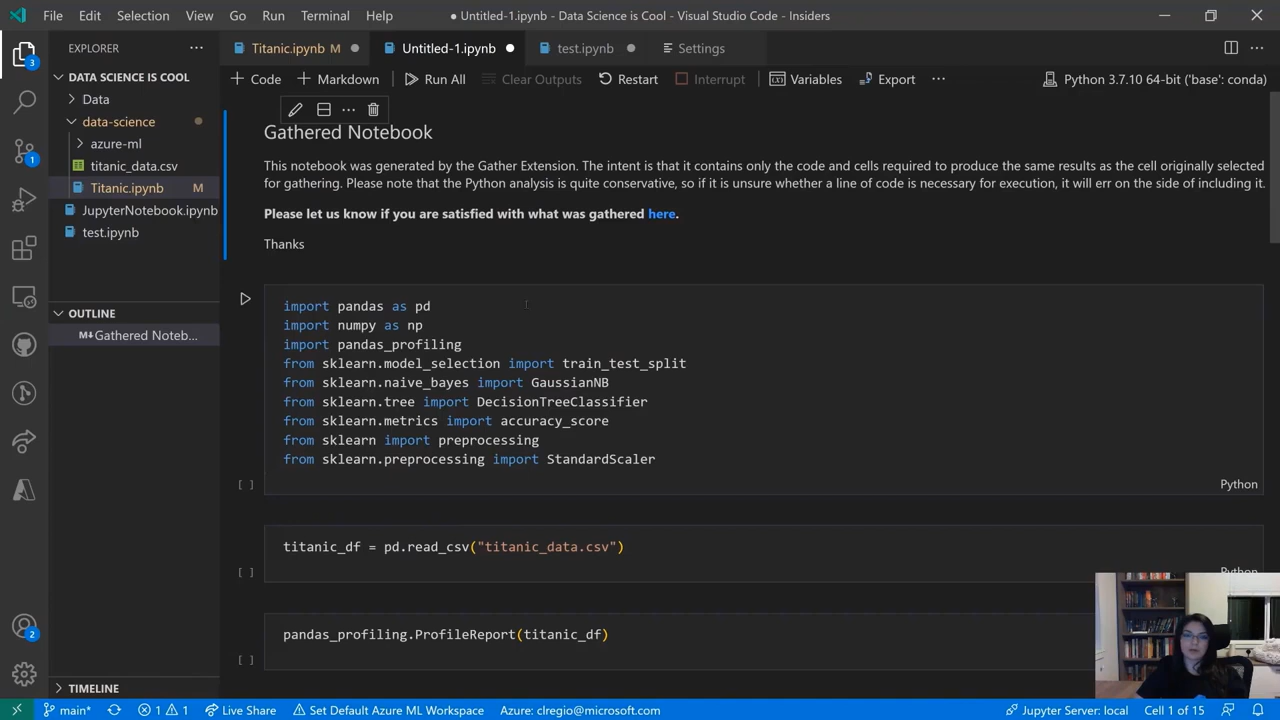 File Edit Selection View Go Run Terminal Help
● Untitled-1.ipynb - Data Science is Cool - Visual Studio Code - Insiders
EXPLORER
DATA SCIENCE IS COOL
Data
data-science
azure-ml
titanic_data.csv
Titanic.ipynb M
JupyterNotebook.ipynb
test.ipynb
OUTLINE
M↓Gathered Noteb...
TIMELINE
3
1
2
Titanic.ipynb M
Untitled-1.ipynb
test.ipynb
Settings
Code Markdown Run All Clear Outputs Restart Interrupt Variables Export
Python 3.7.10 64-bit ('base': conda)
Gathered Notebook
This notebook was generated by the Gather Extension. The intent is that it contains only the code and cells required to produce the same results as the cell originally selected
for gathering. Please note that the Python analysis is quite conservative, so if it is unsure whether a line of code is necessary for execution, it will err on the side of including it.
Please let us know if you are satisfied with what was gathered here.
Thanks
import pandas as pd
import numpy as np
import pandas_profiling
from sklearn.model_selection import train_test_split
from sklearn.naive_bayes import GaussianNB
from sklearn.tree import DecisionTreeClassifier
from sklearn.metrics import accuracy_score
from sklearn import preprocessing
from sklearn.preprocessing import StandardScaler
[ ]
Python
titanic_df = pd.read_csv("titanic_data.csv")
[ ]
Python
pandas_profiling.ProfileReport(titanic_df)
[ ]
main* 1 1 Live Share Set Default Azure ML Workspace Azure: clregio@microsoft.com
Jupyter Server: local Cell 1 of 15